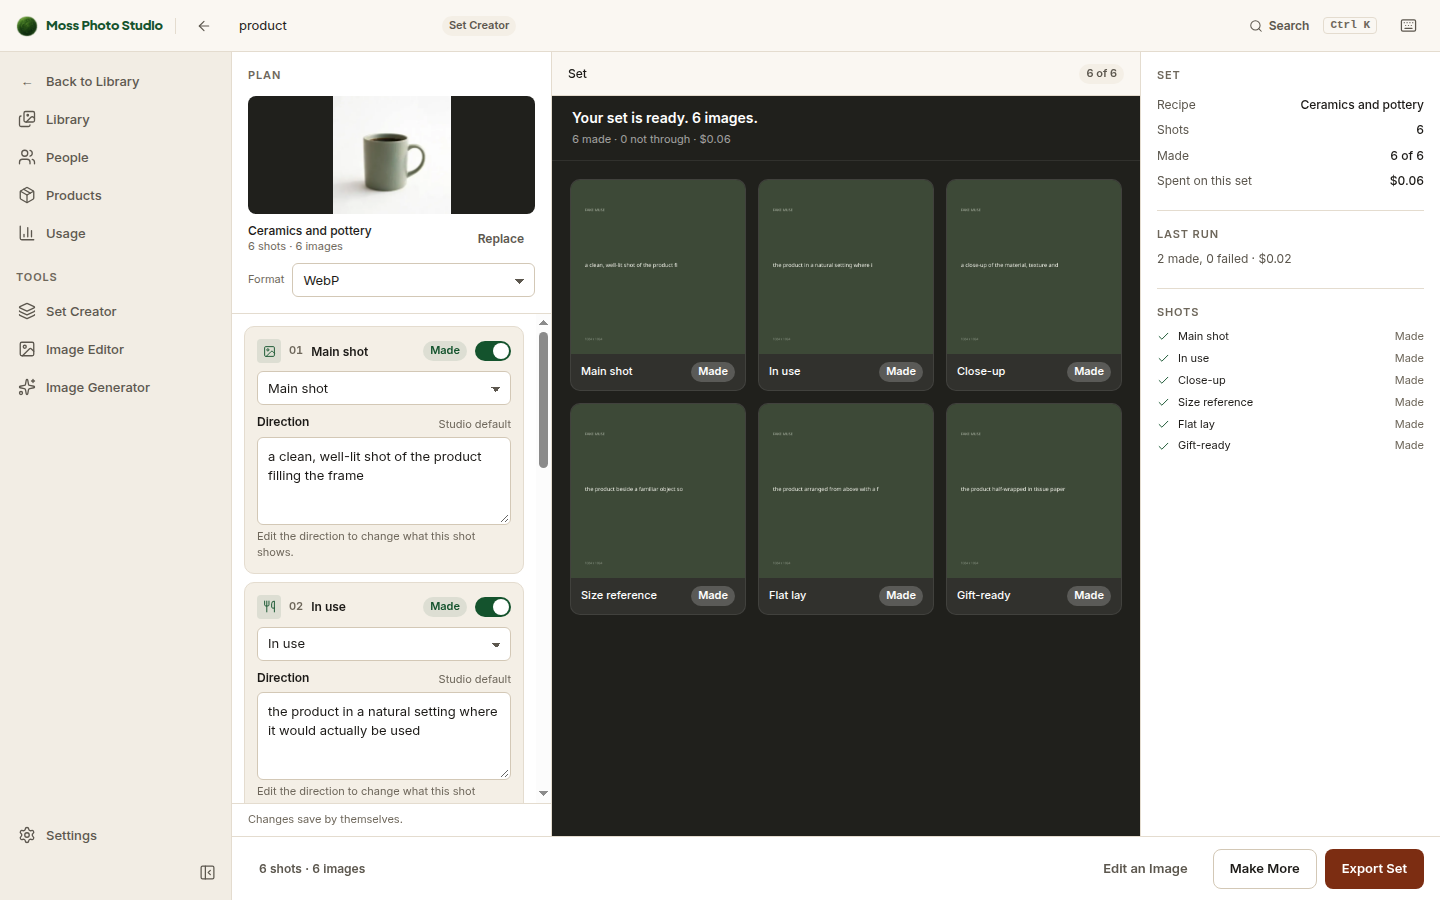 Moss Photo Studio
product
Set Creator
Search
Ctrl K
← Back to Library
Library
People
Products
Usage
TOOLS
Set Creator
Image Editor
Image Generator
Settings
PLAN
Ceramics and pottery
6 shots · 6 images
Replace
Format
WebP
01 Main shot
Made
Main shot
Direction
Studio default
a clean, well-lit shot of the product
filling the frame
Edit the direction to change what this shot
shows.
02 In use
Made
In use
Direction
Studio default
the product in a natural setting where
it would actually be used
Edit the direction to change what this shot
Changes save by themselves.
Set
6 of 6
Your set is ready. 6 images.
6 made · 0 not through · $0.06
a clean, well-lit shot of the product fi
Main shot
Made
the product in a natural setting where i
In use
Made
a close-up of the material, texture and
Close-up
Made
the product beside a familiar object so
Size reference
Made
the product arranged from above with a f
Flat lay
Made
the product half-wrapped in tissue paper
Gift-ready
Made
SET
Recipe
Ceramics and pottery
Shots
6
Made
6 of 6
Spent on this set
$0.06
LAST RUN
2 made, 0 failed · $0.02
SHOTS
Main shot
Made
In use
Made
Close-up
Made
Size reference
Made
Flat lay
Made
Gift-ready
Made
6 shots · 6 images
Edit an Image
Make More
Export Set